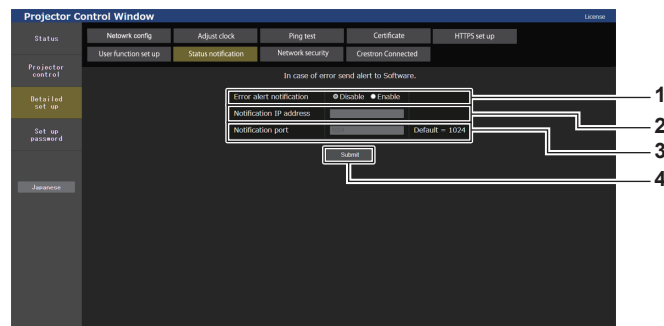 Projector Control Window
License
Status
Netowrk config
Adjust clock
Ping test
Certificate
HTTPS set up
User function set up
Status notification
Network security
Crestron Connected
Projector
control
In case of error send alert to Software.
Detailed
set up
Error alert notification Disable Enable
1
Notification IP address
2
Notification port Default = 1024
3
Set up
password
Submit
4
Japanese